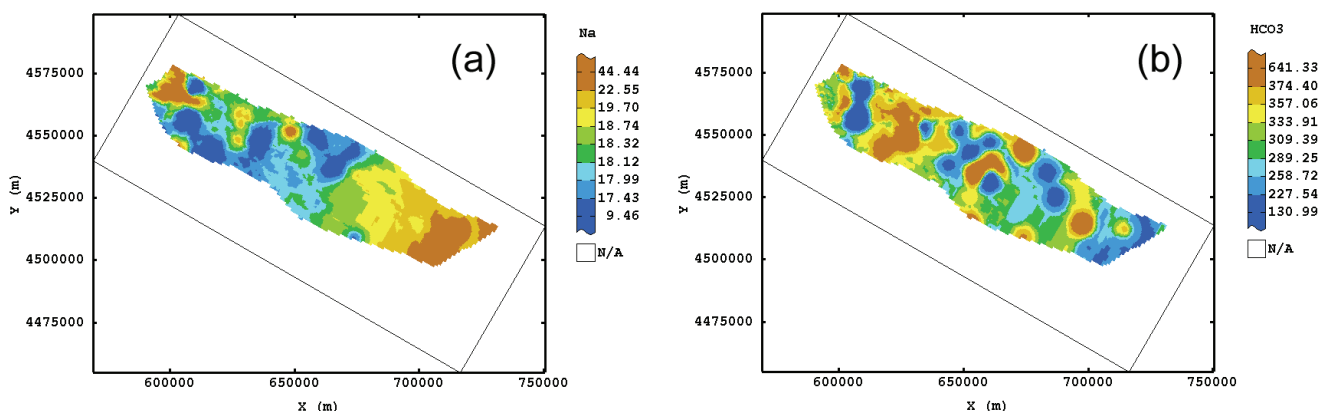 (a)
Na
44.44
22.55
19.70
18.74
18.32
18.12
17.99
17.43
9.46
N/A
Y (m)
4575000
4550000
4525000
4500000
4475000
600000 650000 700000 750000
X (m)
(b)
HCO3
641.33
374.40
357.06
333.91
309.39
289.25
258.72
227.54
130.99
N/A
Y (m)
4575000
4550000
4525000
4500000
4475000
600000 650000 700000 750000
X (m)